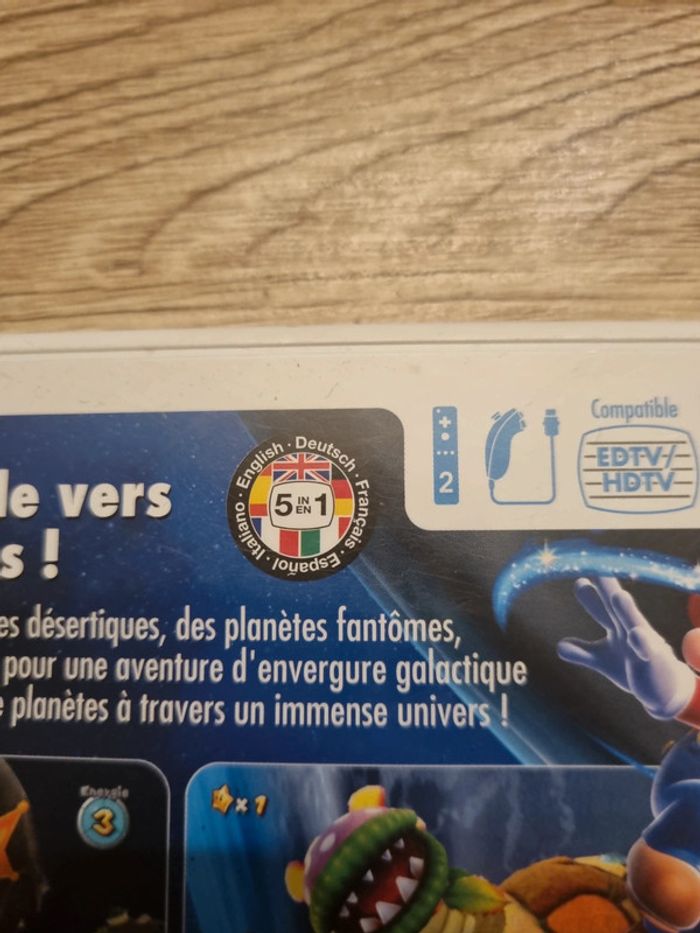 Compatible
EDTV/
HDTV
2
le vers
s !
English · Deutsch · Français · Español · Italiano ·
5 IN EN 1
es désertiques, des planètes fantômes,
pour une aventure d'envergure galactique
e planètes à travers un immense univers !
Energie
3
x 1